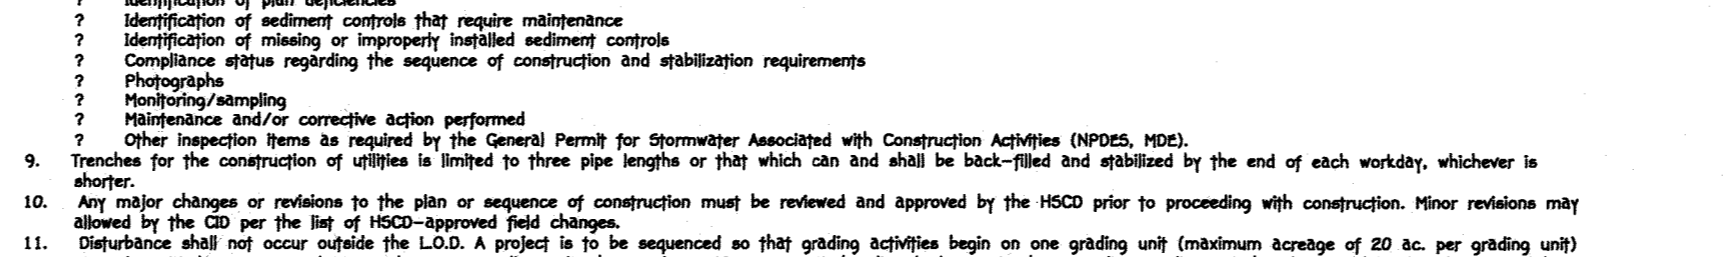 ? Identification of plan deficiencies
? Identification of sediment controls that require maintenance
? Identification of missing or improperly installed sediment controls
? Compliance status regarding the sequence of construction and stabilization requirements
? Photographs
? Monitoring/sampling
? Maintenance and/or corrective action performed
? Other inspection items as required by the General Permit for Stormwater Associated with Construction Activities (NPDES, MDE).
9. Trenches for the construction of utilities is limited to three pipe lengths or that which can and shall be back-filled and stabilized by the end of each workday, whichever is
shorter.
10. Any major changes or revisions to the plan or sequence of construction must be reviewed and approved by the HSCD prior to proceeding with construction. Minor revisions may
allowed by the CID per the list of HSCD-approved field changes.
11. Disturbance shall not occur outside the L.O.D. A project is to be sequenced so that grading activities begin on one grading unit (maximum acreage of 20 ac. per grading unit)